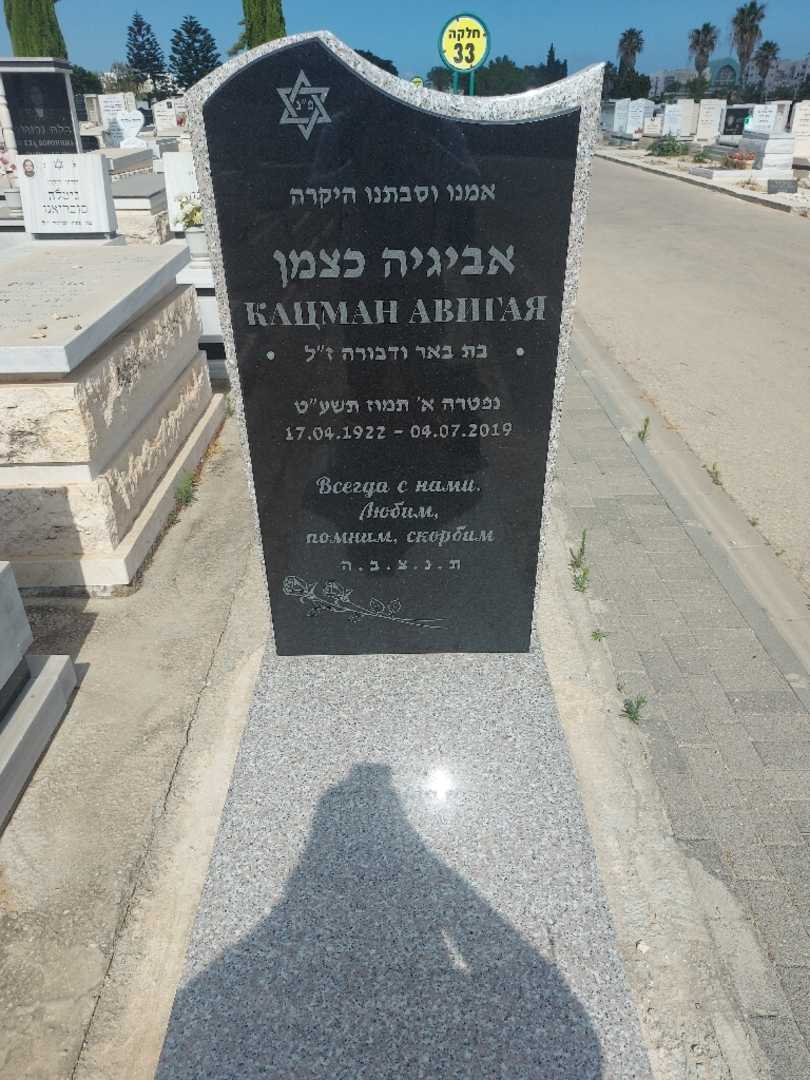 חלקה
33
פ"נ
אמנו וסבתנו היקרה
אביגיה כצמן
КАЦМАН АВИГАЯ
• בת באר ודבורה ז"ל •
נפטרה א' תמוז תשע"ט
17.04.1922 – 04.07.2019
Всегда с нами.
Любим,
помним, скорбим
ת.נ.צ.ב.ה